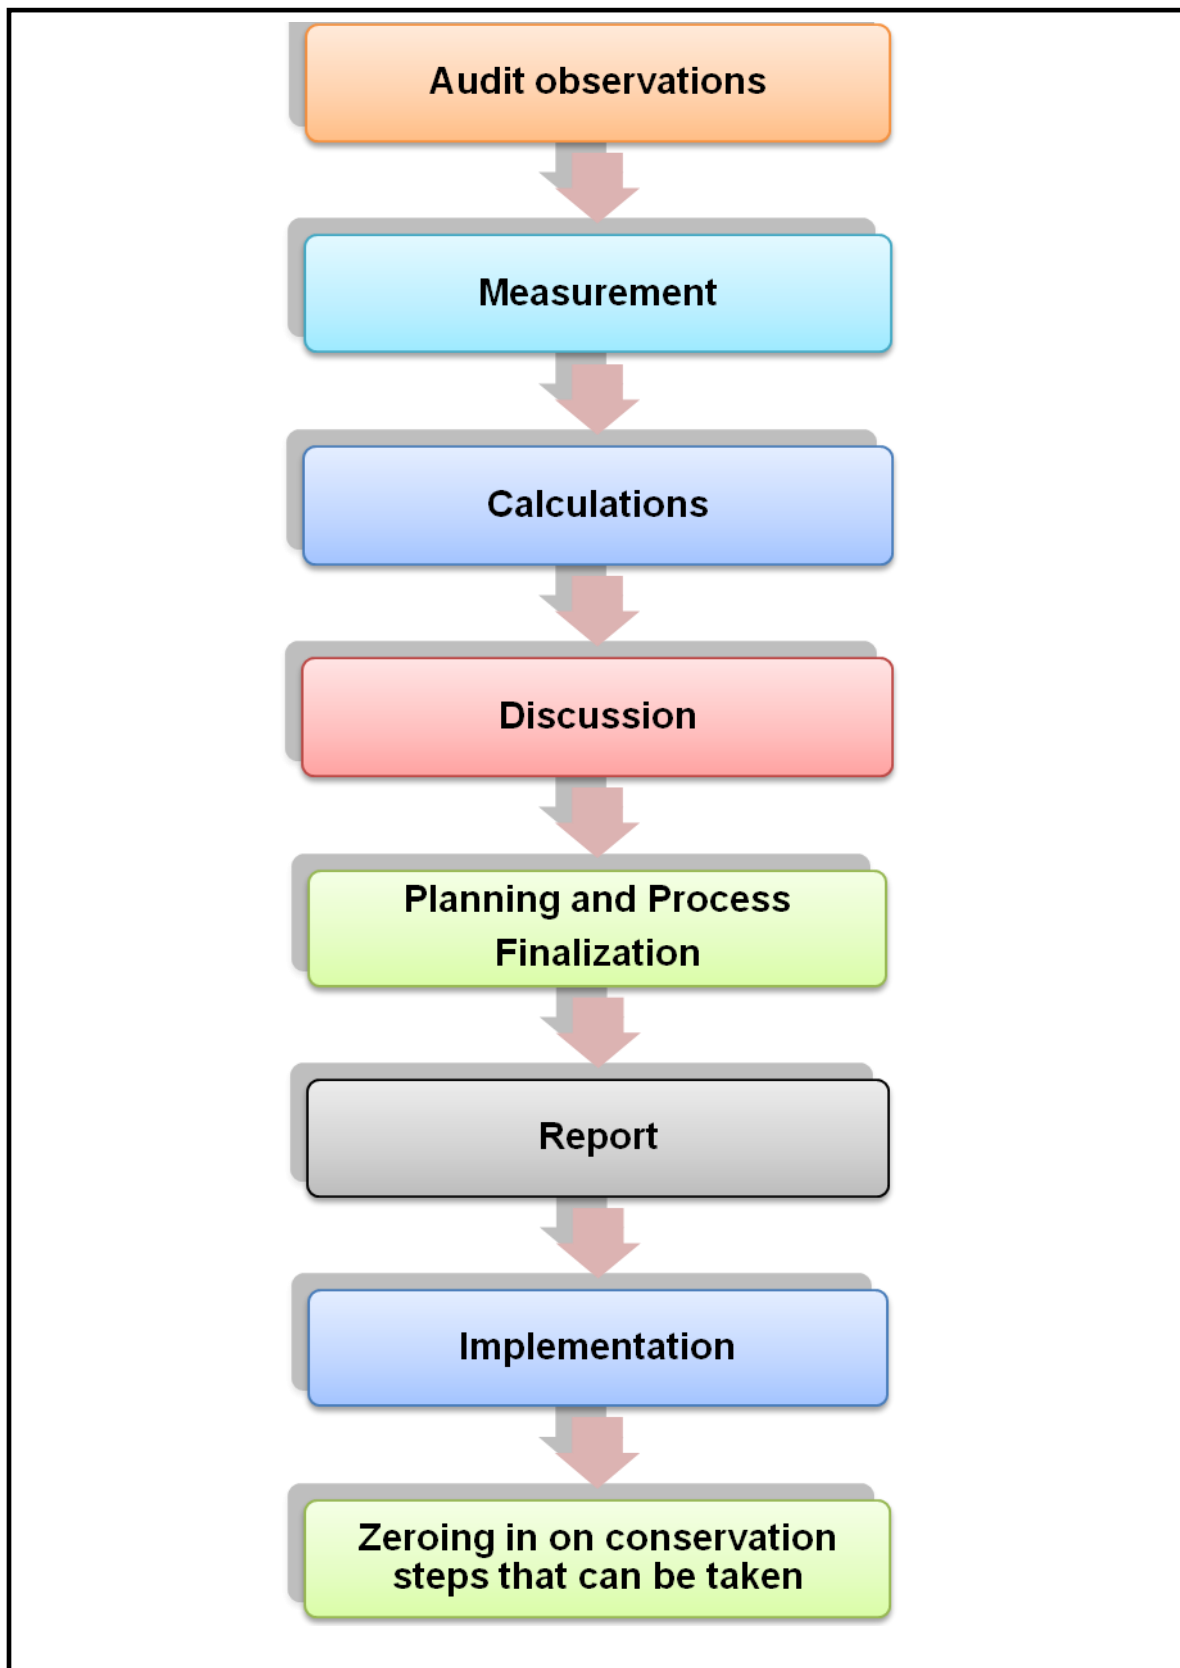 Audit observations
Measurement
Calculations
Discussion
Planning and Process
Finalization
Report
Implementation
Zeroing in on conservation
steps that can be taken